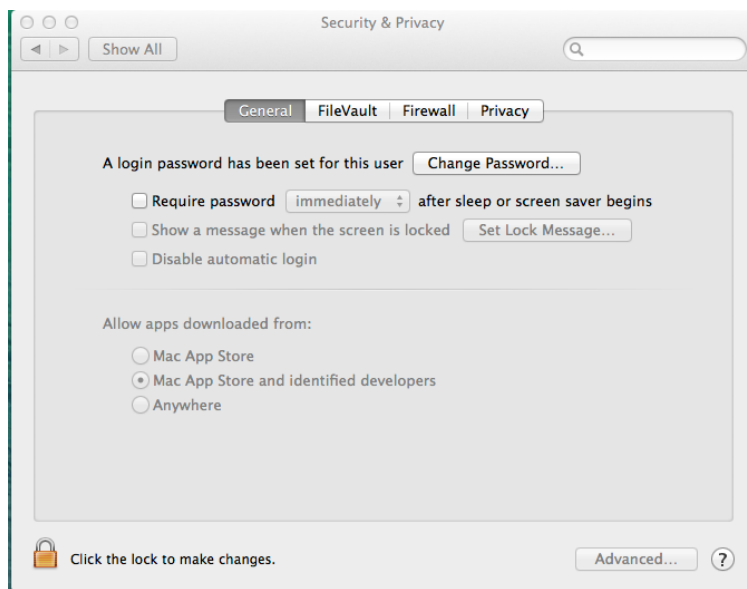 Security & Privacy
Show All
General FileVault Firewall Privacy
A login password has been set for this user Change Password...
Require password immediately after sleep or screen saver begins
Show a message when the screen is locked Set Lock Message...
Disable automatic login
Allow apps downloaded from:
Mac App Store
Mac App Store and identified developers
Anywhere
Click the lock to make changes. Advanced... ?